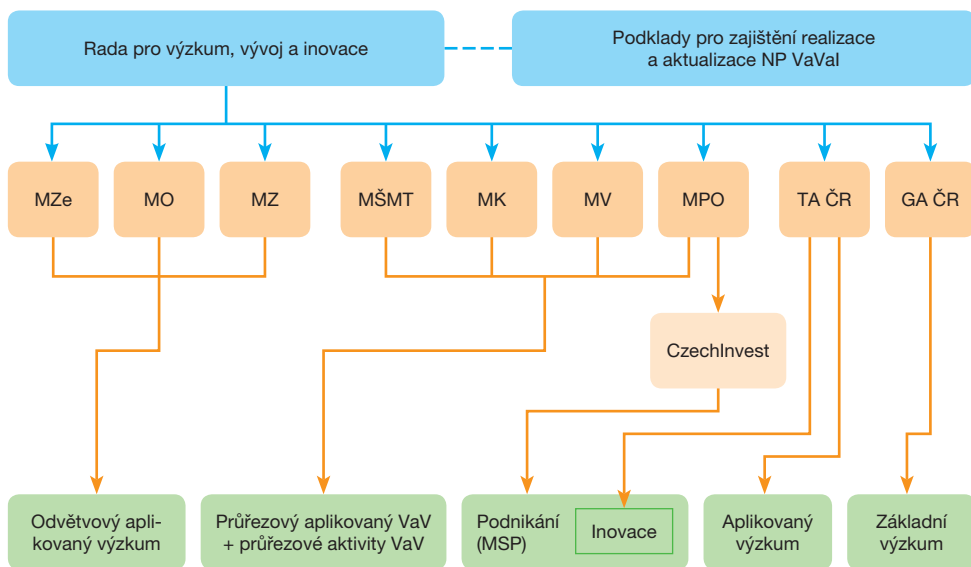 Rada pro výzkum, vývoj a inovace
Podklady pro zajištění realizace
a aktualizace NP VaVaI
MZe
MO
MZ
MŠMT
MK
MV
MPO
TA ČR
GA ČR
CzechInvest
Odvětvový apli-
kovaný výzkum
Průřezový aplikovaný VaV
+ průřezové aktivity VaV
Podnikání
(MSP)
Inovace
Aplikovaný
výzkum
Základní
výzkum